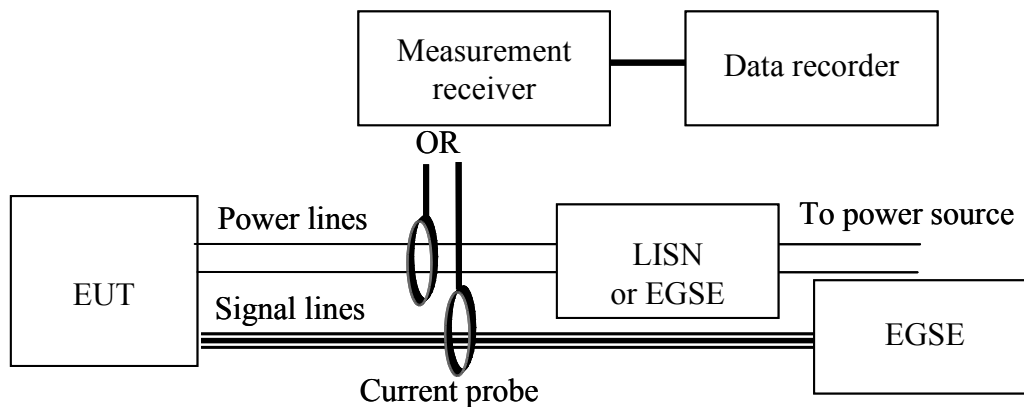 Measurement
receiver
Data recorder
OR
Power lines
To power source
LISN
or EGSE
EUT
Signal lines
EGSE
Current probe